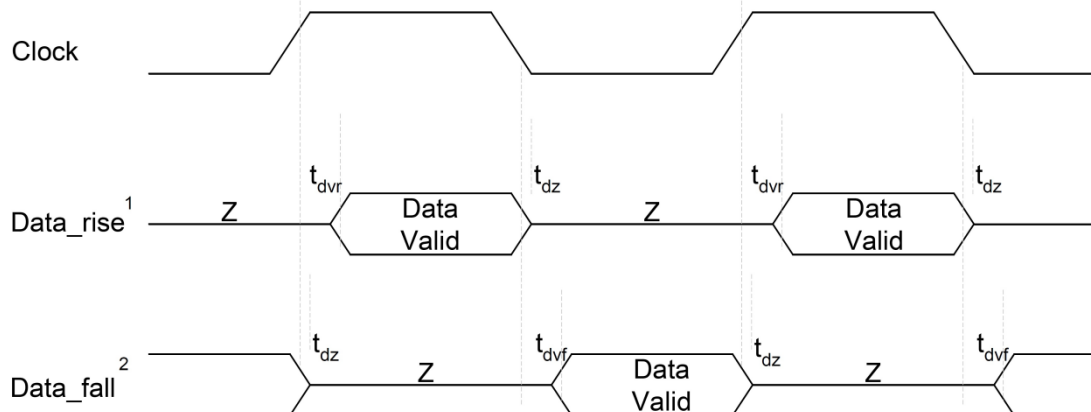 Clock
t_dvr t_dz t_dvr t_dz
Data_rise 1 Z Data Valid Z Data Valid
t_dz t_dvf t_dz t_dvf
Data_fall 2 Z Data Valid Z